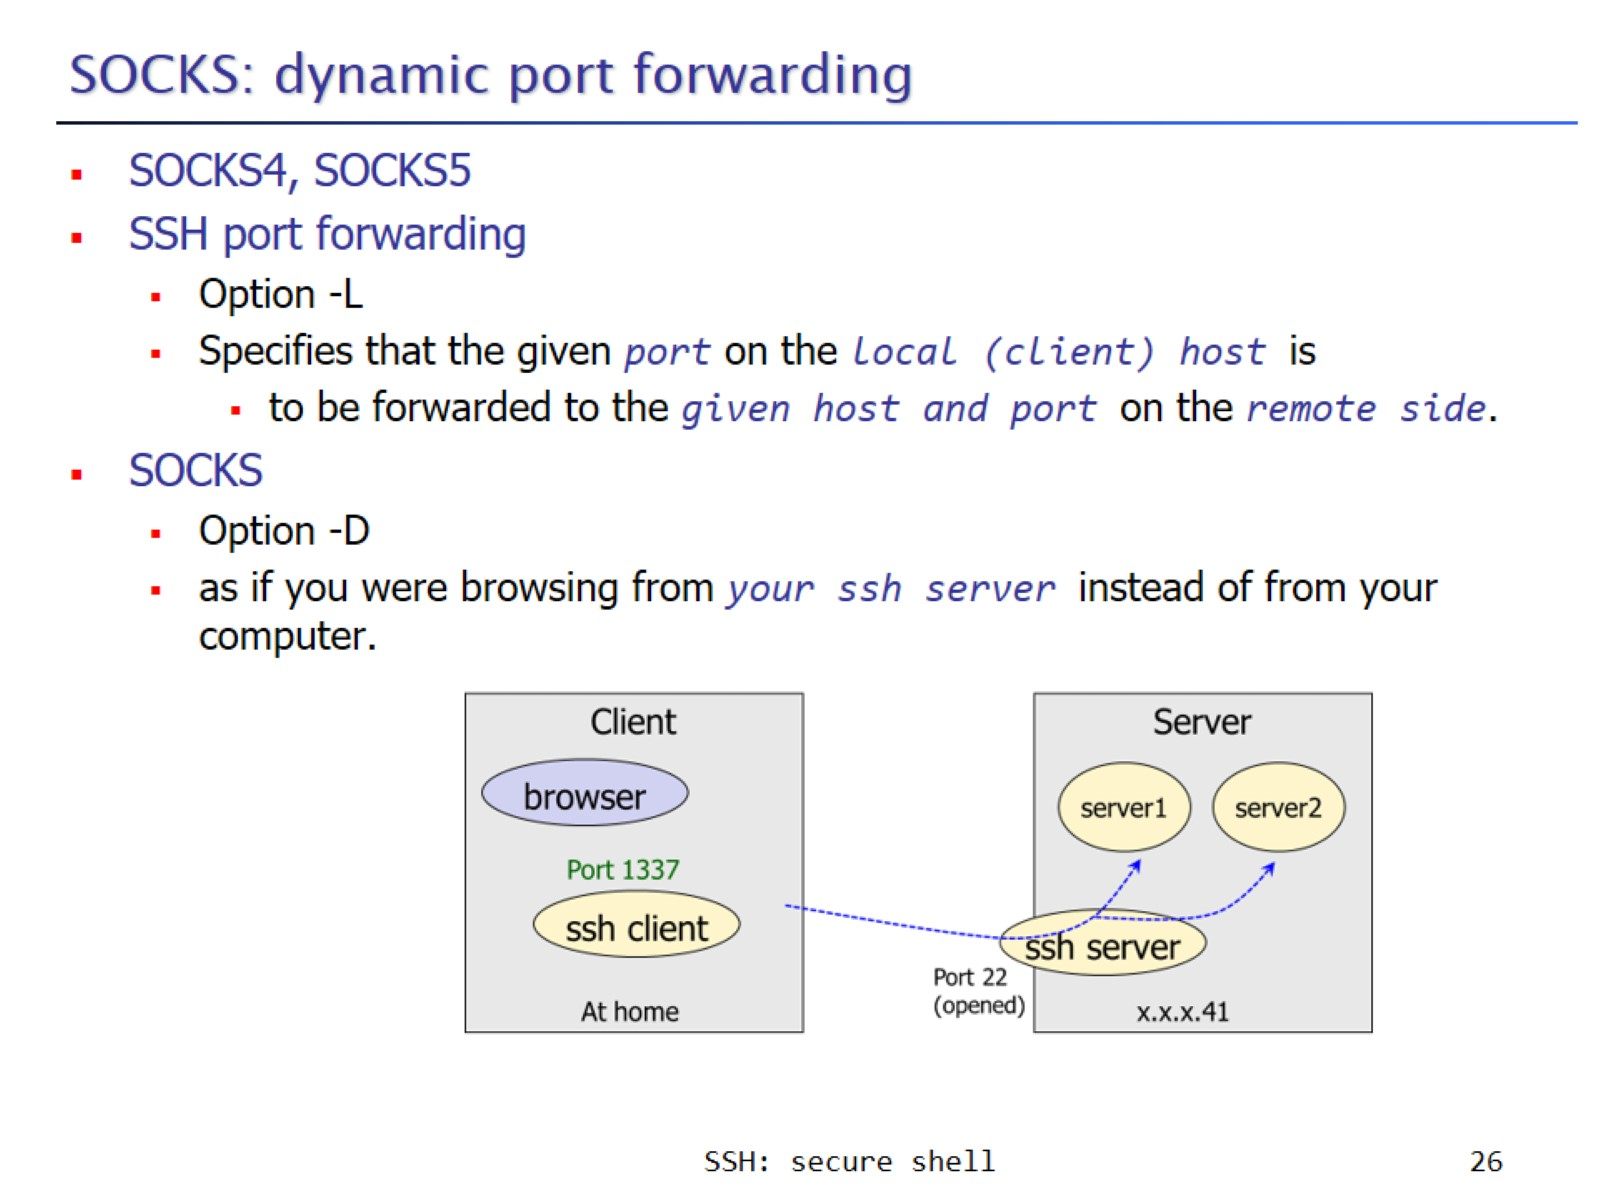 SOCKS: dynamic port forwarding
SOCKS4, SOCKS5
SSH port forwarding
Option -L
Specifies that the given port on the local (client) host is
to be forwarded to the given host and port on the remote side.
SOCKS
Option -D
as if you were browsing from your ssh server instead of from your
computer.
Client
browser
Port 1337
ssh client
At home
Server
server1
server2
ssh server
Port 22
(opened)
x.x.x.41
SSH: secure shell
26